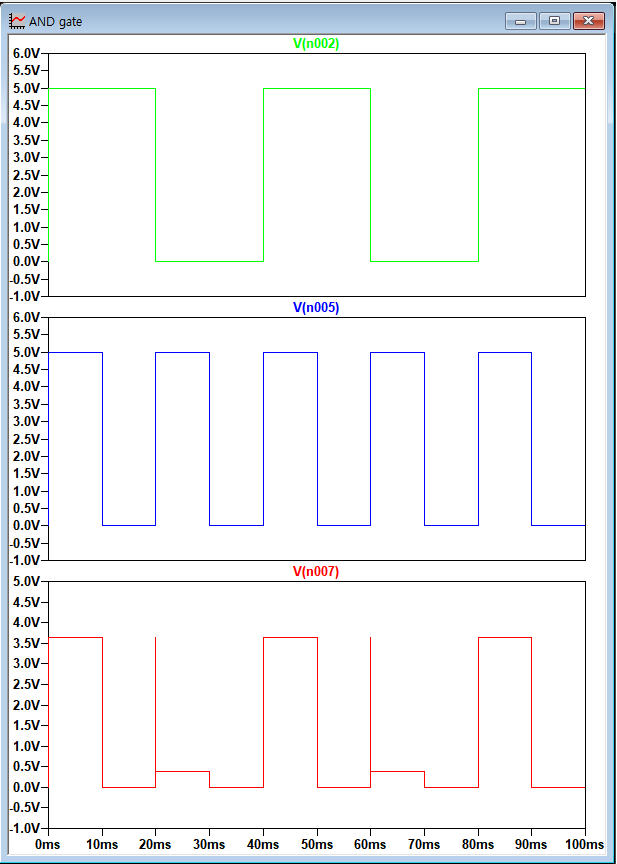 AND gate
V(n002)
6.0V
5.5V
5.0V
4.5V
4.0V
3.5V
3.0V
2.5V
2.0V
1.5V
1.0V
0.5V
0.0V
-0.5V
-1.0V
V(n005)
6.0V
5.5V
5.0V
4.5V
4.0V
3.5V
3.0V
2.5V
2.0V
1.5V
1.0V
0.5V
0.0V
-0.5V
-1.0V
V(n007)
5.0V
4.5V
4.0V
3.5V
3.0V
2.5V
2.0V
1.5V
1.0V
0.5V
0.0V
-0.5V
-1.0V
0ms 10ms 20ms 30ms 40ms 50ms 60ms 70ms 80ms 90ms 100ms